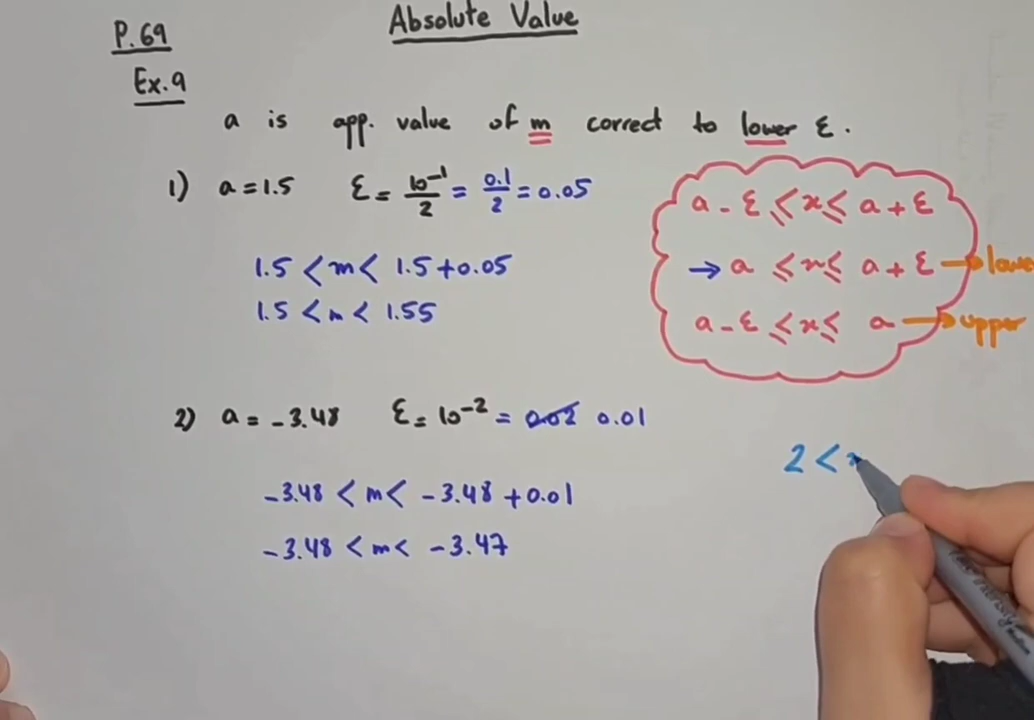 Absolute Value
P.69
Ex.9
a is app. value of m correct to lower ε.
1) a = 1.5 ε = 10⁻¹/2 = 0.1/2 = 0.05
a - ε ⩽ x ⩽ a + ε
→ a ⩽ x ⩽ a + ε → lowe
a - ε ⩽ x ⩽ a → upper
1.5 < m < 1.5 + 0.05
1.5 < m < 1.55
2) a = -3.48 ε = 10⁻² = 0.02 0.01
2 <
-3.48 < m < -3.48 + 0.01
-3.48 < m < -3.47